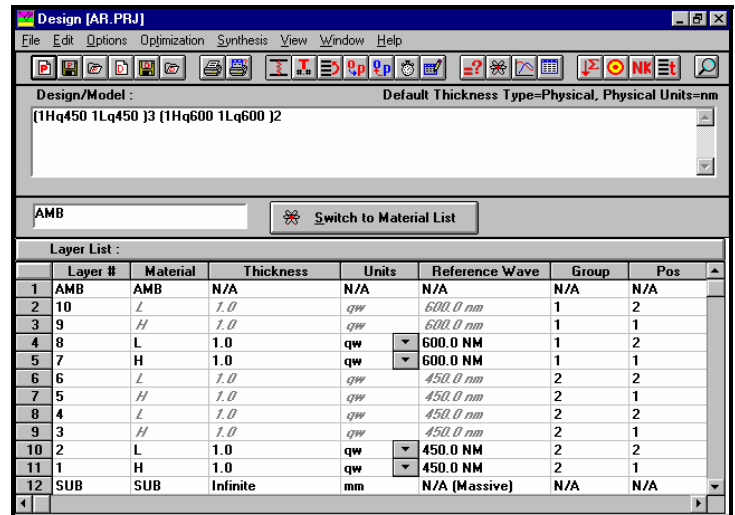 Design [AR.PRJ]
File Edit Options Optimization Synthesis View Window Help
Design/Model : Default Thickness Type=Physical, Physical Units=nm
(1Hq450 1Lq450 )3 (1Hq600 1Lq600 )2
AMB Switch to Material List
Layer List :
Layer # Material Thickness Units Reference Wave Group Pos
1 AMB AMB N/A N/A N/A N/A N/A
2 10 L 1.0 qw 600.0 nm 1 2
3 9 H 1.0 qw 600.0 nm 1 1
4 8 L 1.0 qw 600.0 NM 1 2
5 7 H 1.0 qw 600.0 NM 1 1
6 6 L 1.0 qw 450.0 nm 2 2
7 5 H 1.0 qw 450.0 nm 2 1
8 4 L 1.0 qw 450.0 nm 2 2
9 3 H 1.0 qw 450.0 nm 2 1
10 2 L 1.0 qw 450.0 NM 2 2
11 1 H 1.0 qw 450.0 NM 2 1
12 SUB SUB Infinite mm N/A (Massive) N/A N/A